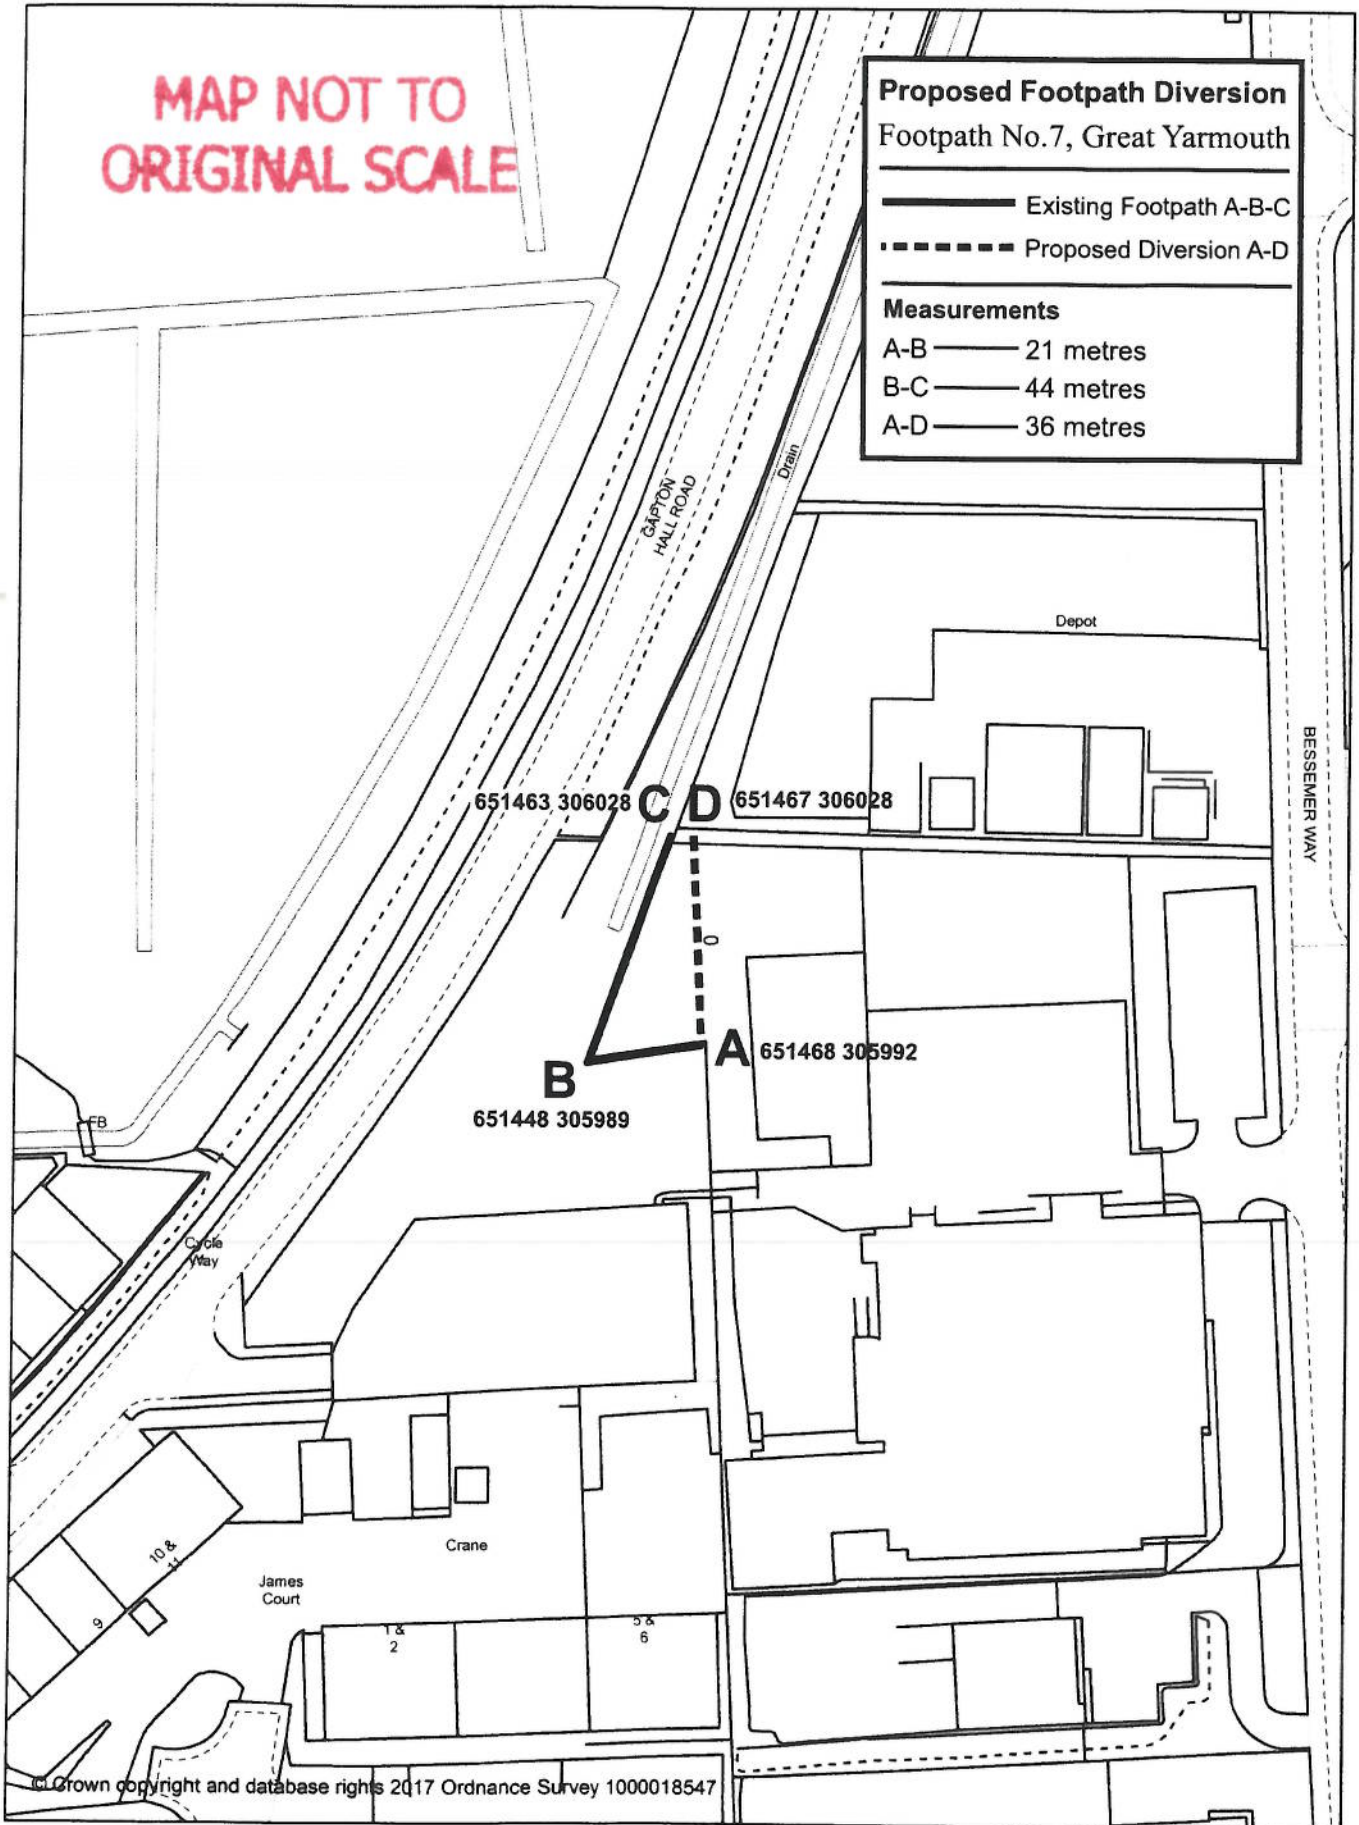 MAP NOT TO
ORIGINAL SCALE
Proposed Footpath Diversion
Footpath No.7, Great Yarmouth
Existing Footpath A-B-C
Proposed Diversion A-D
Measurements
A-B 21 metres
B-C 44 metres
A-D 36 metres
Drain
GAPTON
HALL ROAD
Depot
BESSEMER WAY
651463 306028 C D 651467 306028
A 651468 305992
B
651448 305989
FB
Cycle
Way
Crane
10 &
11
James
Court
9
1 &
2
5 &
6
© Crown copyright and database rights 2017 Ordnance Survey 1000018547